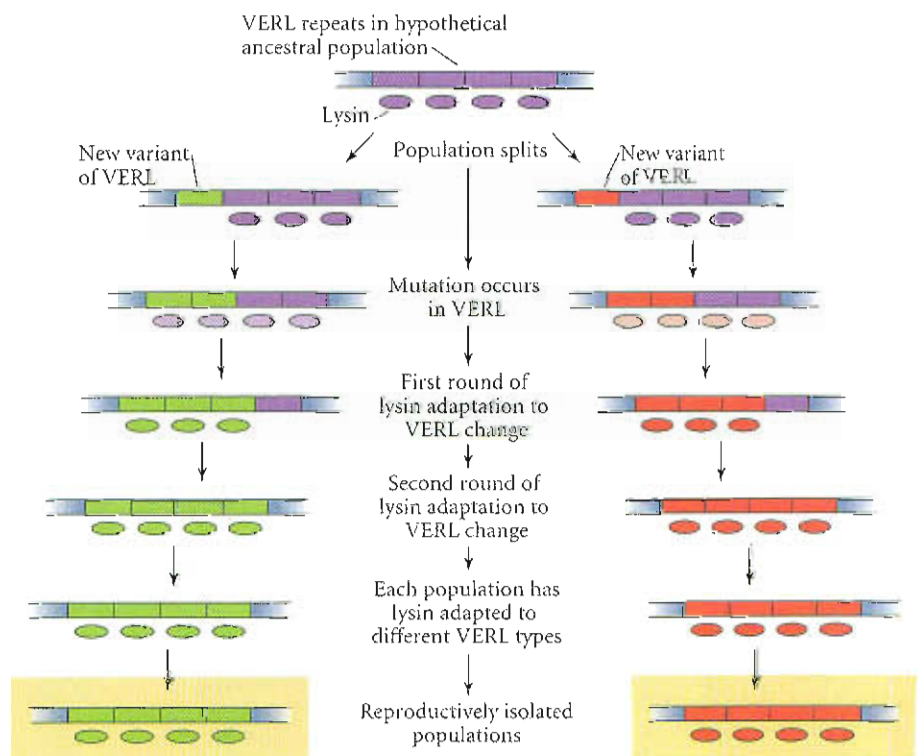 VERL repeats in hypothetical
ancestral population
Lysin
Population splits
New variant
of VERL
New variant
of VERL
Mutation occurs
in VERL
First round of
lysin adaptation to
VERL change
Second round of
lysin adaptation to
VERL change
Each population has
lysin adapted to
different VERL types
Reproductively isolated
populations